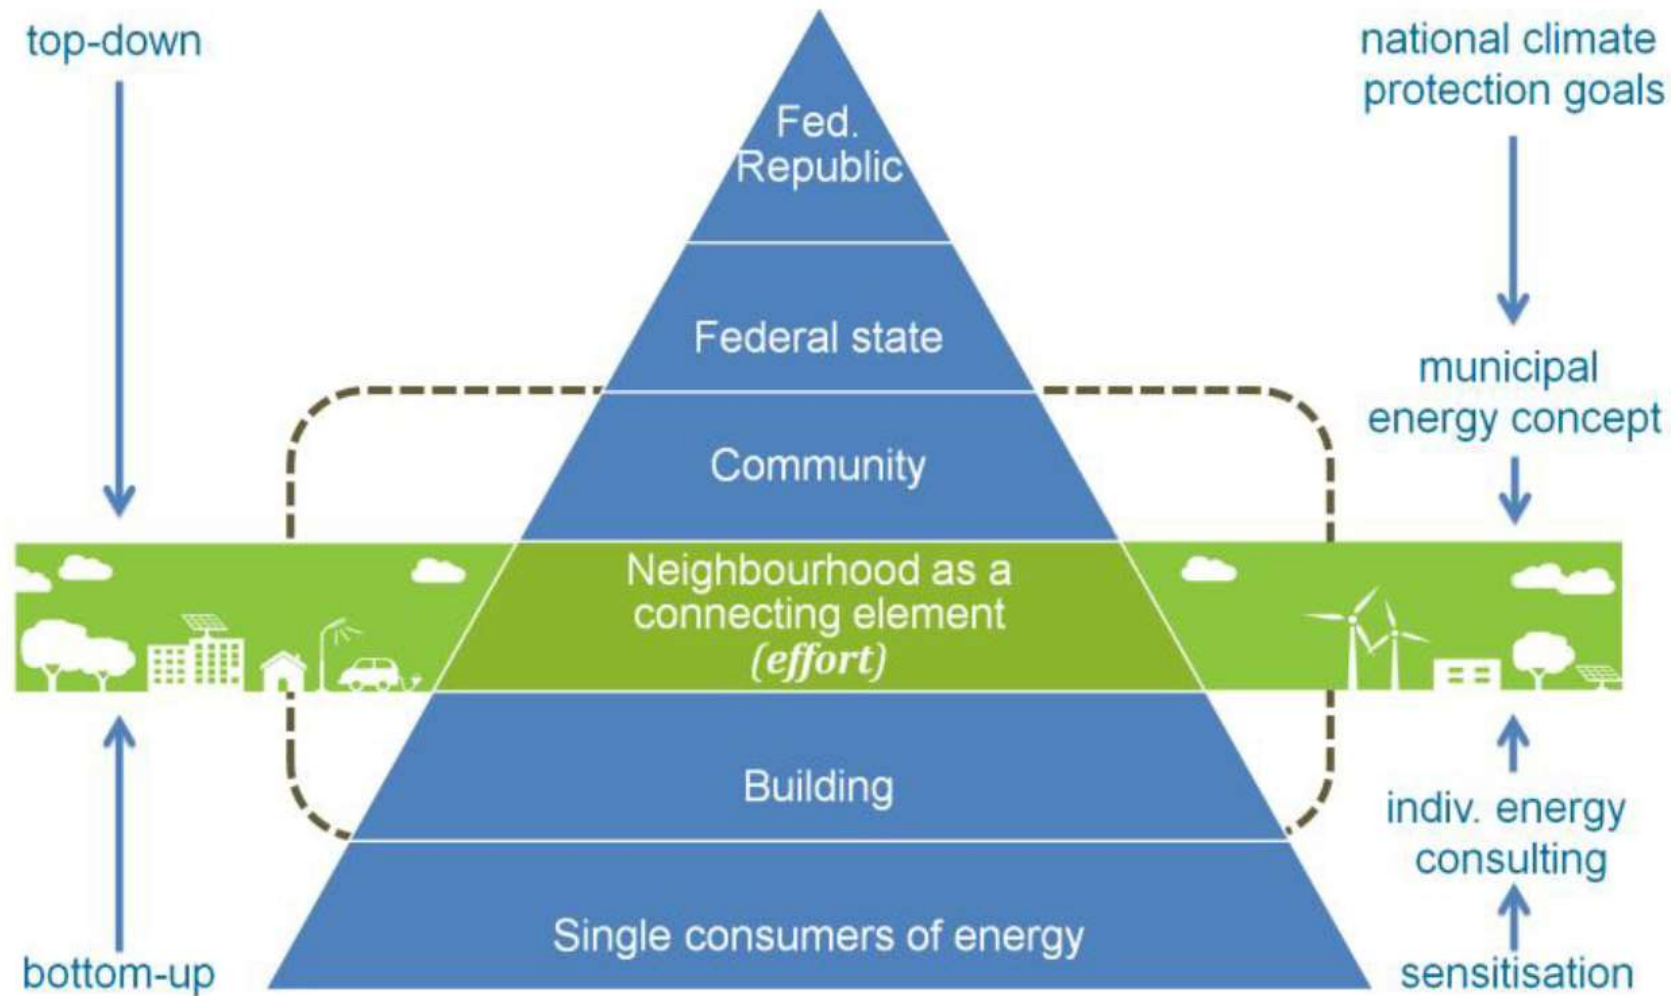 top-down
national climate
protection goals
Fed.
Republic
Federal state
municipal
energy concept
Community
Neighbourhood as a
connecting element
(effort)
Building
indiv. energy
consulting
Single consumers of energy
bottom-up
sensitisation